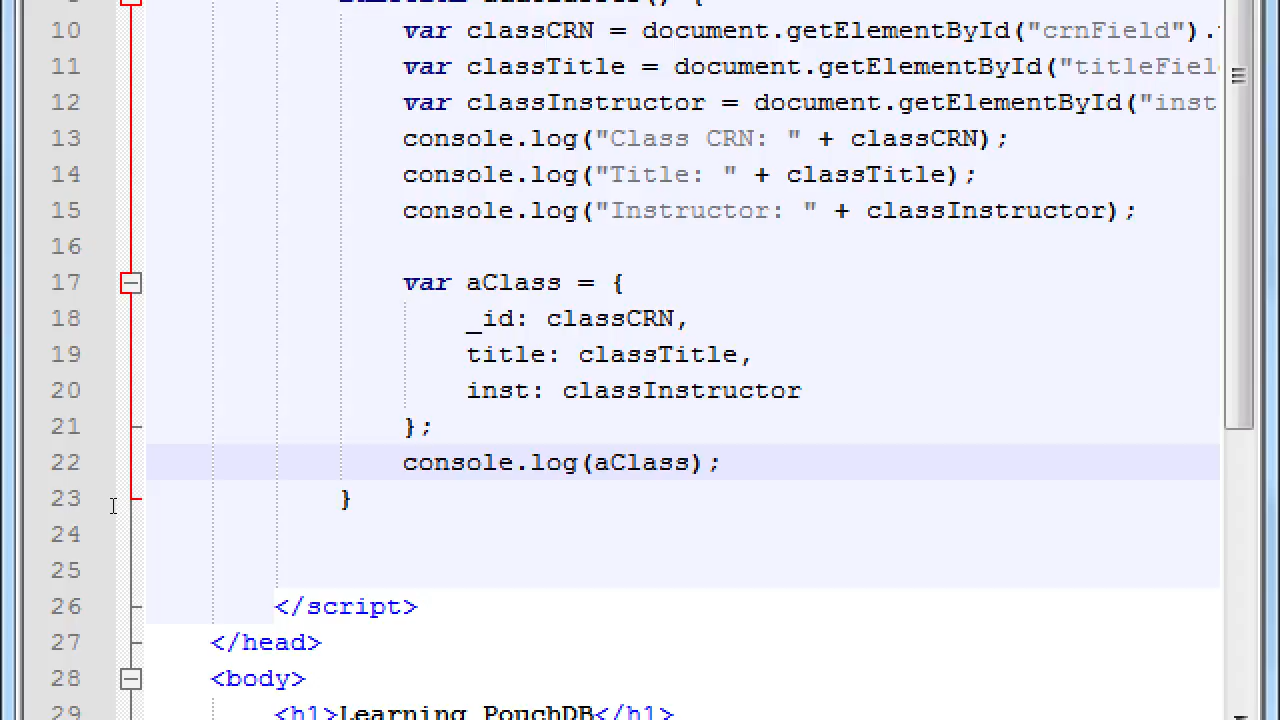 10 var classCRN = document.getElementById("crnField").
11 var classTitle = document.getElementById("titleFiel
12 var classInstructor = document.getElementById("inst
13 console.log("Class CRN: " + classCRN);
14 console.log("Title: " + classTitle);
15 console.log("Instructor: " + classInstructor);
16
17 var aClass = {
18 _id: classCRN,
19 title: classTitle,
20 inst: classInstructor
21 };
22 console.log(aClass);
23 }
24
25
26 </script>
27 </head>
28 <body>
29 <h1>Learning PouchDB</h1>